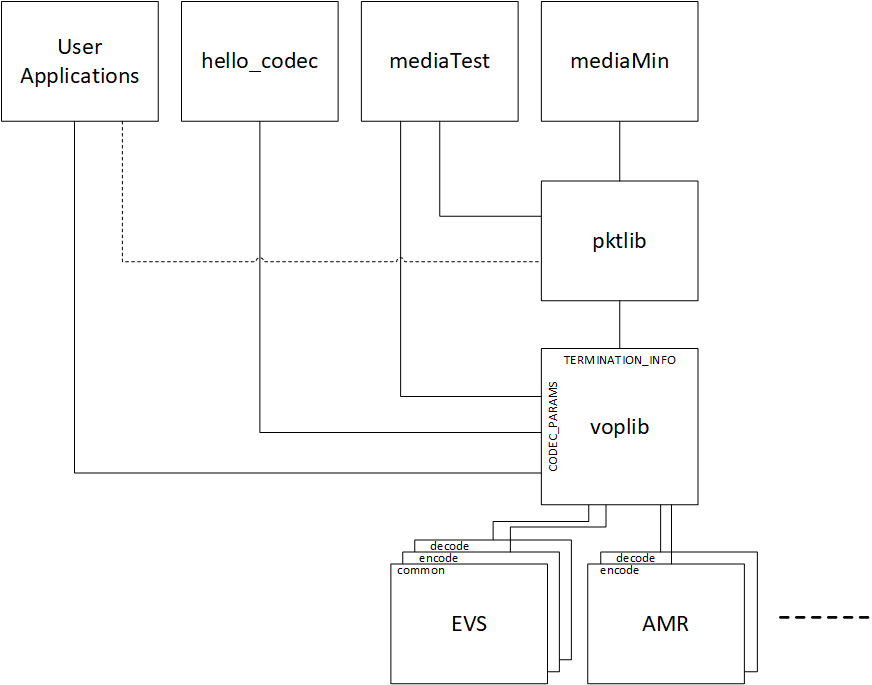 User
Applications
hello_codec
mediaTest
mediaMin
pktlib
TERMINATION_INFO
CODEC_PARAMS
voplib
decode
encode
common
EVS
decode
encode
AMR